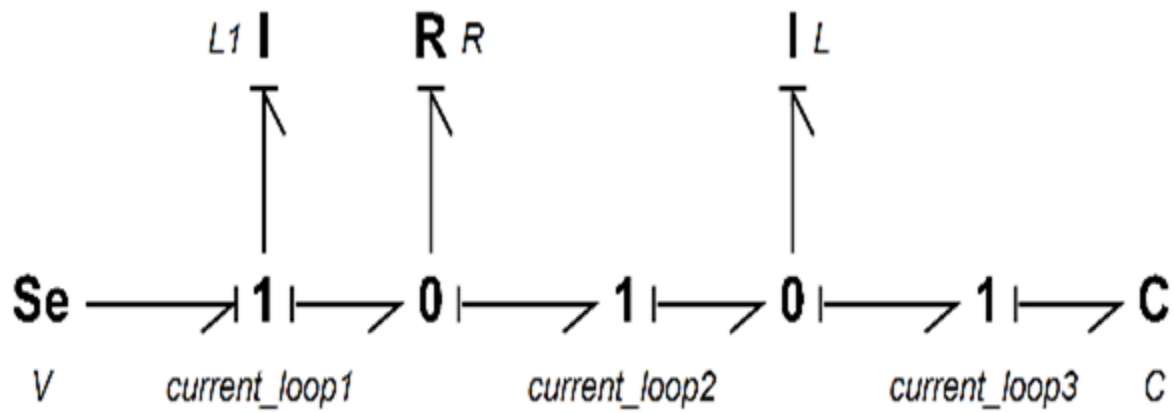 L1 I R R I L
Se 1 0 1 0 1 C
V current_loop1 current_loop2 current_loop3 C